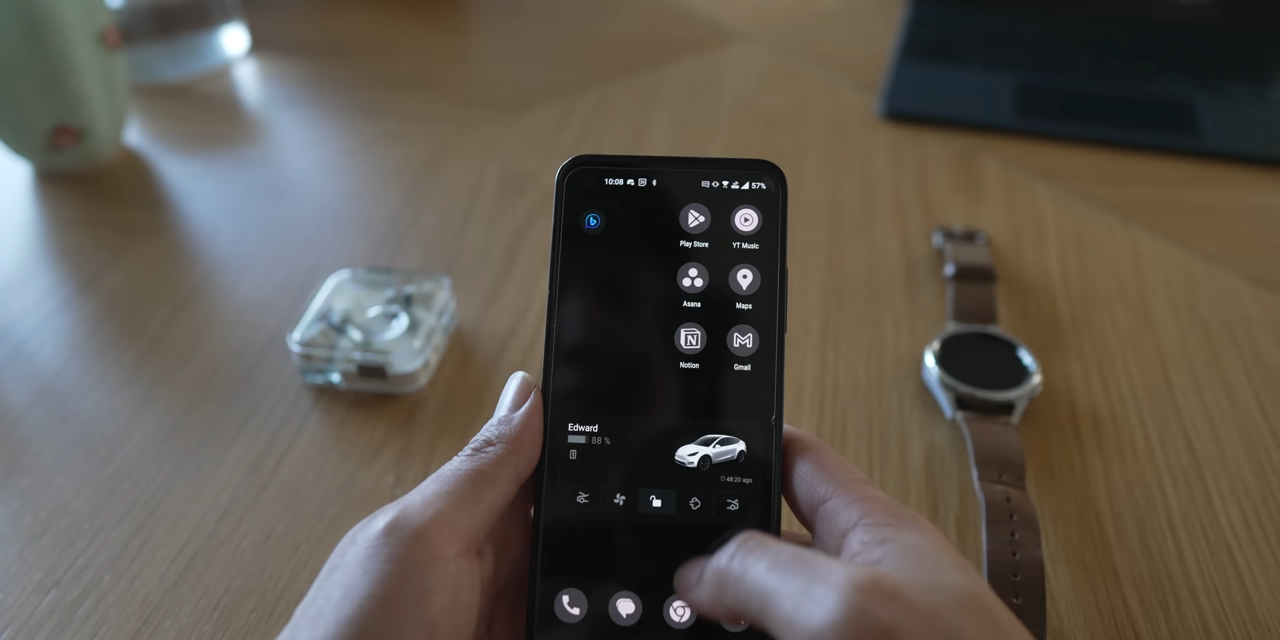 10:08
57%
Play Store
YT Music
Asana
Maps
Notion
Gmail
Edward
88 %
48:20 ago